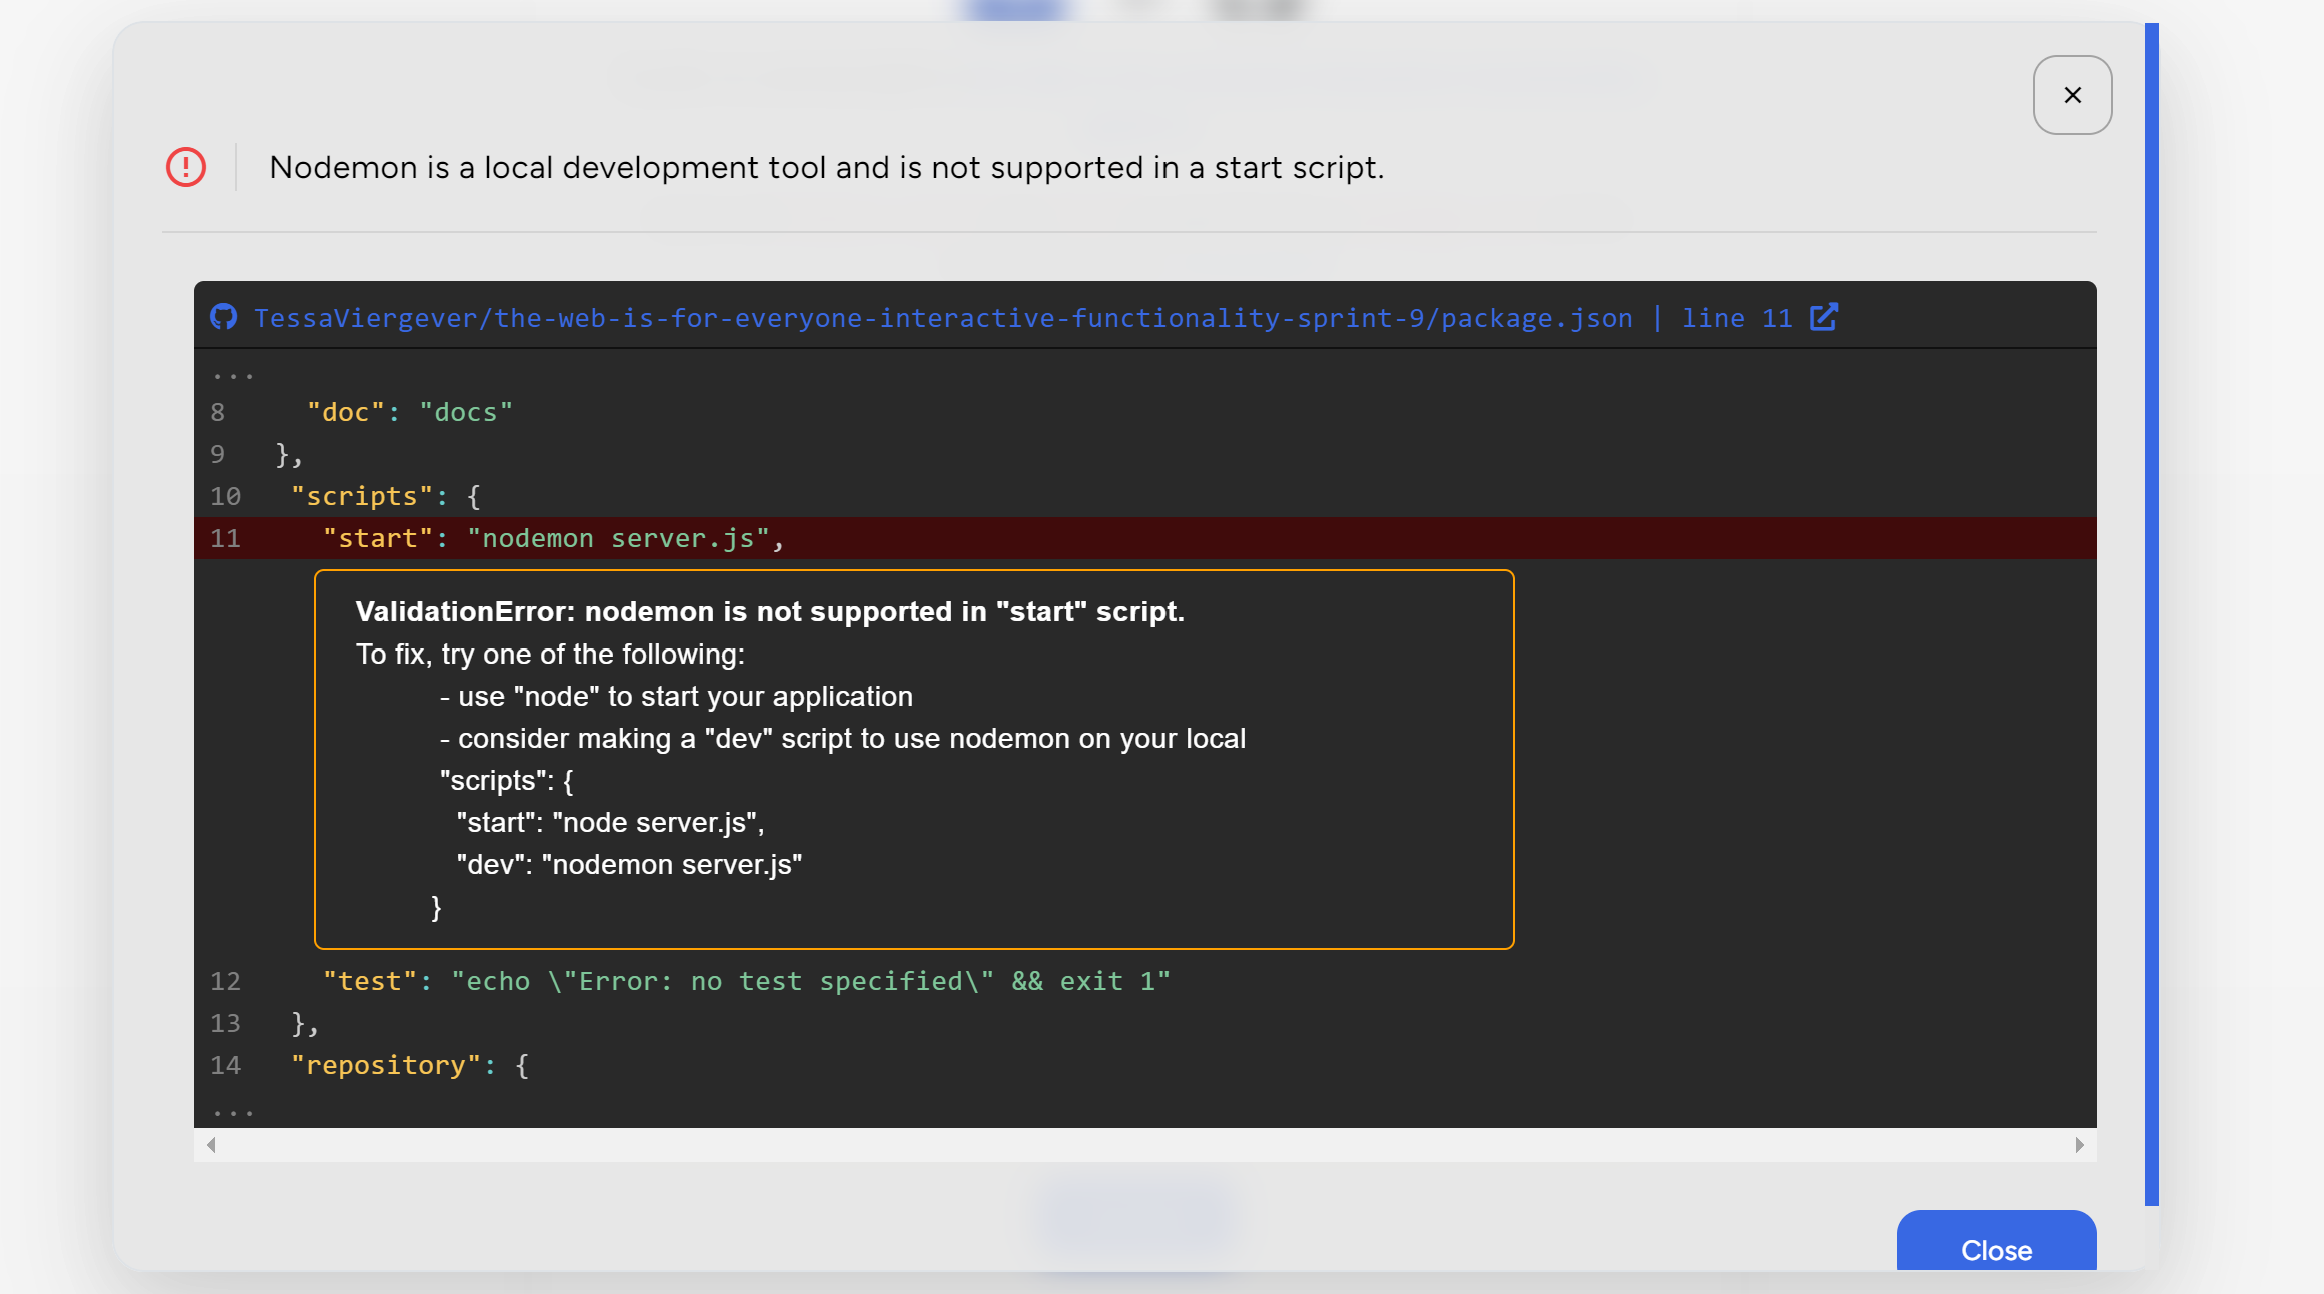 ×
Nodemon is a local development tool and is not supported in a start script.
TessaViergever/the-web-is-for-everyone-interactive-functionality-sprint-9/package.json | line 11
...
8 "doc": "docs"
9 },
10 "scripts": {
11 "start": "nodemon server.js",
ValidationError: nodemon is not supported in "start" script.
To fix, try one of the following:
- use "node" to start your application
- consider making a "dev" script to use nodemon on your local
"scripts": {
"start": "node server.js",
"dev": "nodemon server.js"
}
12 "test": "echo \"Error: no test specified\" && exit 1"
13 },
14 "repository": {
...
Close